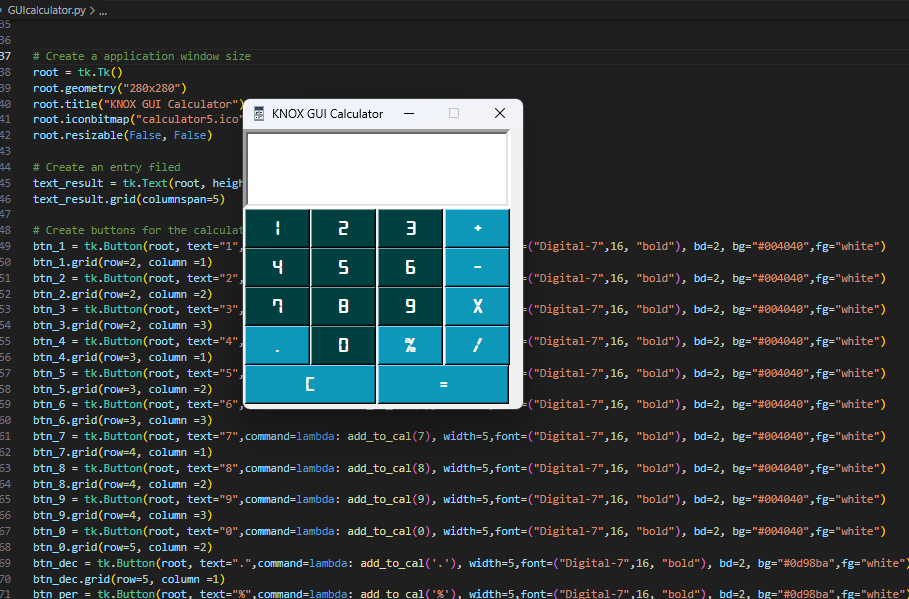 GUIcalculator.py > ...
35
36
37 # Create a application window size
38 root = tk.Tk()
39 root.geometry("280x280")
40 root.title("KNOX GUI Calculator")
41 root.iconbitmap("calculator5.ico"
42 root.resizable(False, False)
43
44 # Create an entry filed
45 text_result = tk.Text(root, heigh
46 text_result.grid(columnspan=5)
47
48 # Create buttons for the calculat
49 btn_1 = tk.Button(root, text="1", =("Digital-7",16, "bold"), bd=2, bg="#004040",fg="white")
50 btn_1.grid(row=2, column =1)
51 btn_2 = tk.Button(root, text="2", =("Digital-7",16, "bold"), bd=2, bg="#004040",fg="white")
52 btn_2.grid(row=2, column =2)
53 btn_3 = tk.Button(root, text="3", =("Digital-7",16, "bold"), bd=2, bg="#004040",fg="white")
54 btn_3.grid(row=2, column =3)
55 btn_4 = tk.Button(root, text="4", =("Digital-7",16, "bold"), bd=2, bg="#004040",fg="white")
56 btn_4.grid(row=3, column =1)
57 btn_5 = tk.Button(root, text="5", =("Digital-7",16, "bold"), bd=2, bg="#004040",fg="white")
58 btn_5.grid(row=3, column =2)
59 btn_6 = tk.Button(root, text="6", =("Digital-7",16, "bold"), bd=2, bg="#004040",fg="white")
60 btn_6.grid(row=3, column =3)
61 btn_7 = tk.Button(root, text="7",command=lambda: add_to_cal(7), width=5,font=("Digital-7",16, "bold"), bd=2, bg="#004040",fg="white")
62 btn_7.grid(row=4, column =1)
63 btn_8 = tk.Button(root, text="8",command=lambda: add_to_cal(8), width=5,font=("Digital-7",16, "bold"), bd=2, bg="#004040",fg="white")
64 btn_8.grid(row=4, column =2)
65 btn_9 = tk.Button(root, text="9",command=lambda: add_to_cal(9), width=5,font=("Digital-7",16, "bold"), bd=2, bg="#004040",fg="white")
66 btn_9.grid(row=4, column =3)
67 btn_0 = tk.Button(root, text="0",command=lambda: add_to_cal(0), width=5,font=("Digital-7",16, "bold"), bd=2, bg="#004040",fg="white")
68 btn_0.grid(row=5, column =2)
69 btn_dec = tk.Button(root, text=".",command=lambda: add_to_cal('.'), width=5,font=("Digital-7",16, "bold"), bd=2, bg="#0d98ba",fg="white")
70 btn_dec.grid(row=5, column =1)
71 btn_per = tk.Button(root, text="%",command=lambda: add_to_cal('%'), width=5,font=("Digital-7",16, "bold"), bd=2, bg="#0d98ba",fg="white")
KNOX GUI Calculator
1 2 3 +
4 5 6 -
7 8 9 X
. 0 % /
C =